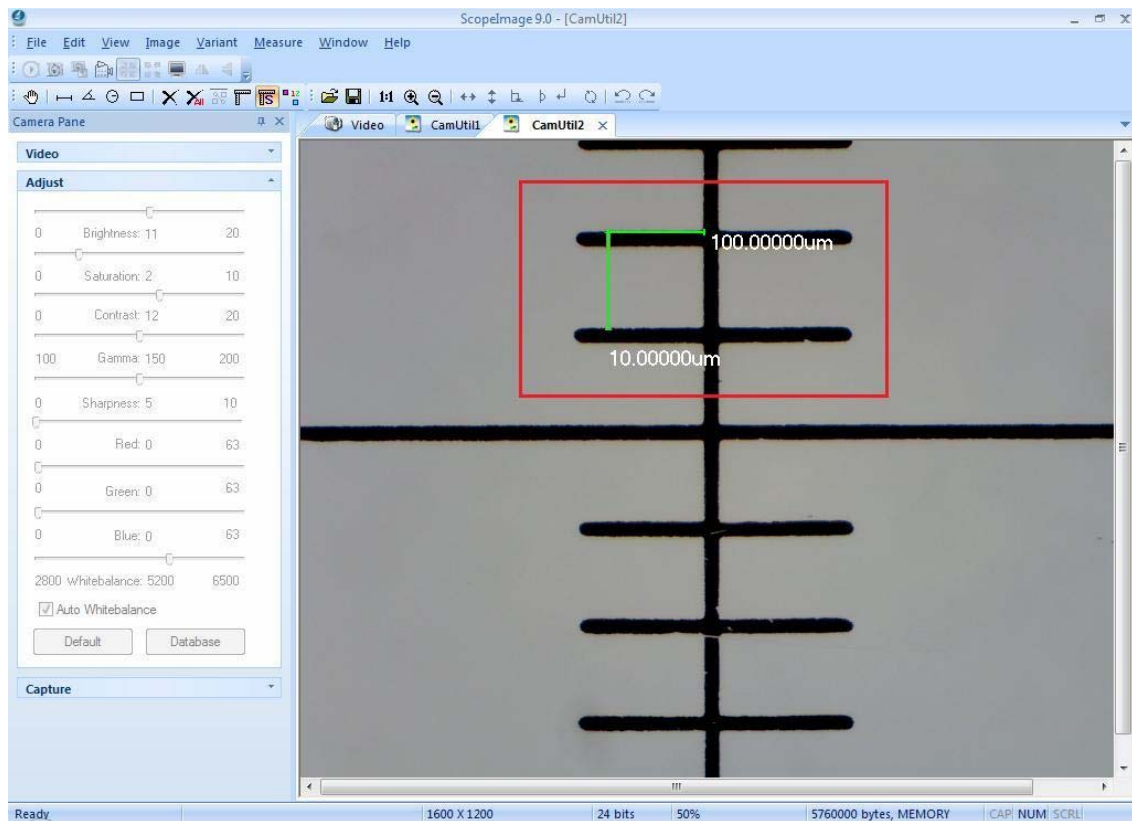 ScopeImage 9.0 - [CamUtil2]
File Edit View Image Variant Measure Window Help
1:1
Camera Pane
Video CamUtil1 CamUtil2
Video
Adjust
0 Brightness: 11 20
0 Saturation: 2 10
0 Contrast: 12 20
100 Gamma: 150 200
0 Sharpness: 5 10
0 Red: 0 63
0 Green: 0 63
0 Blue: 0 63
2800 Whitebalance: 5200 6500
Auto Whitebalance
Default Database
Capture
100.00000um
10.00000um
Ready 1600 X 1200 24 bits 50% 5760000 bytes, MEMORY CAP NUM SCRL